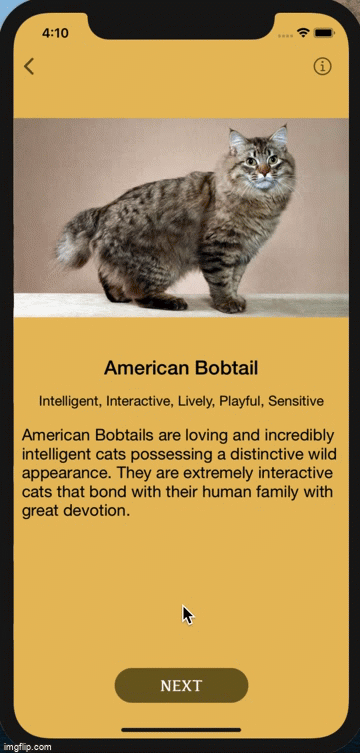 4:10
American Bobtail
Intelligent, Interactive, Lively, Playful, Sensitive
American Bobtails are loving and incredibly
intelligent cats possessing a distinctive wild
appearance. They are extremely interactive
cats that bond with their human family with
great devotion.
NEXT
imgflip.com